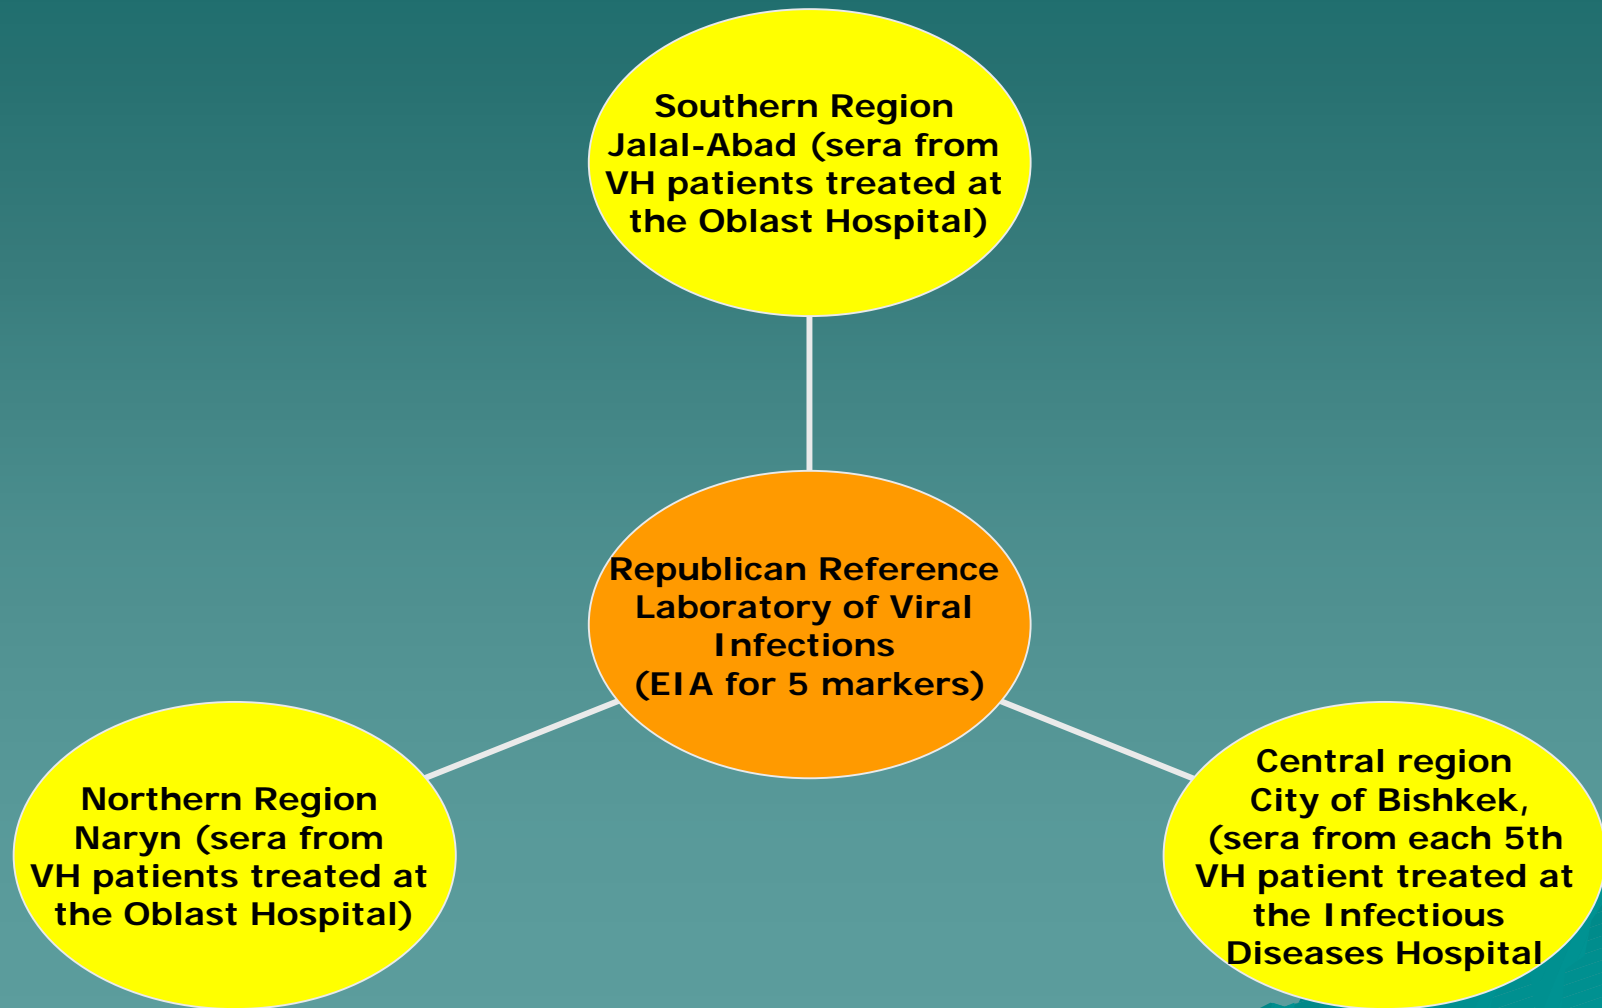 Southern Region
Jalal-Abad (sera from
VH patients treated at
the Oblast Hospital)
Republican Reference
Laboratory of Viral
Infections
(EIA for 5 markers)
Northern Region
Naryn (sera from
VH patients treated at
the Oblast Hospital)
Central region
City of Bishkek,
(sera from each 5th
VH patient treated at
the Infectious
Diseases Hospital